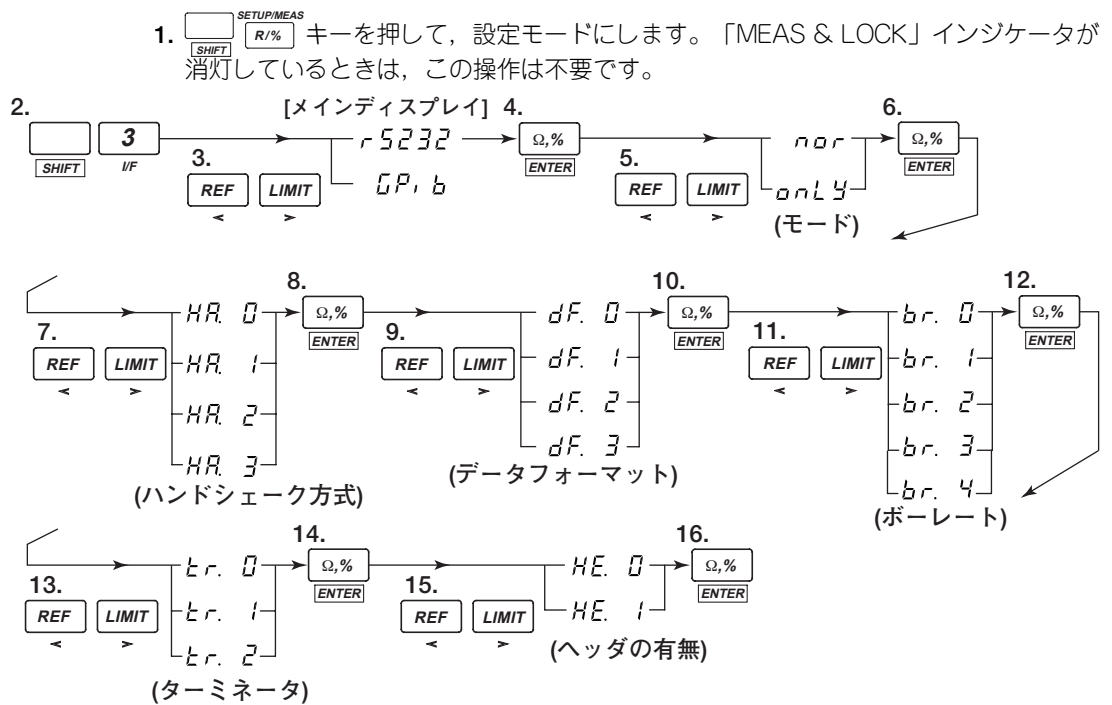 SETUP/MEAS
1. SHIFT R/% キーを押して，設定モードにします。「MEAS & LOCK」インジケータが
消灯しているときは，この操作は不要です。
2. [メインディスプレイ] 4. 6.
3 r5232 Ω,% nor Ω,%
SHIFT I/F 3. ENTER 5. ENTER
REF LIMIT GPib REF LIMIT onLY
< > < > (モード)
8. 10. 12.
HA. 0 Ω,% dF. 0 Ω,% br. 0 Ω,%
7. ENTER 9. ENTER 11. ENTER
REF LIMIT HA. 1 REF LIMIT dF. 1 REF LIMIT br. 1
< > < > < >
HA. 2 dF. 2 br. 2
HA. 3 dF. 3 br. 3
(ハンドシェーク方式) (データフォーマット) br. 4
(ボーレート)
14. 16.
tr. 0 Ω,% HE. 0 Ω,%
13. ENTER 15. ENTER
REF LIMIT tr. 1 REF LIMIT HE. 1
< > < > (ヘッダの有無)
tr. 2
(ターミネータ)